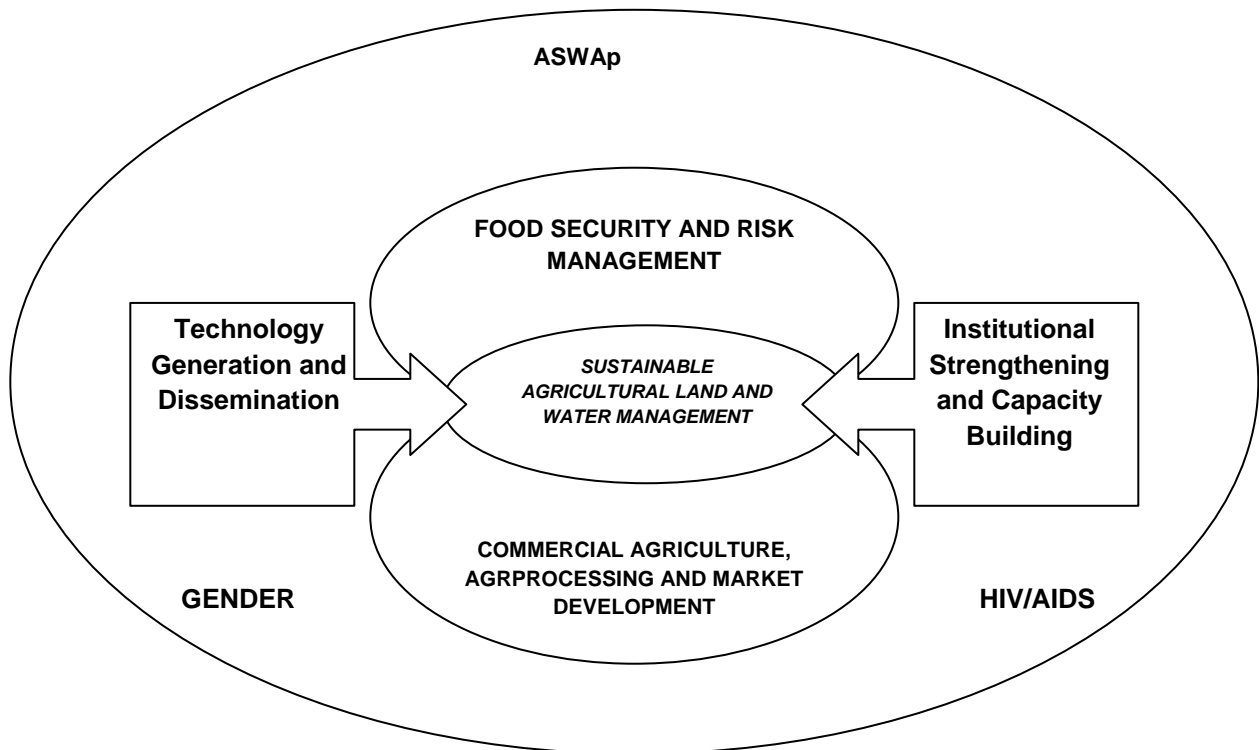 ASWAp
FOOD SECURITY AND RISK
MANAGEMENT
Technology
Generation and
Dissemination
SUSTAINABLE
AGRICULTURAL LAND AND
WATER MANAGEMENT
Institutional
Strengthening
and Capacity
Building
COMMERCIAL AGRICULTURE,
AGRPROCESSING AND MARKET
DEVELOPMENT
GENDER
HIV/AIDS